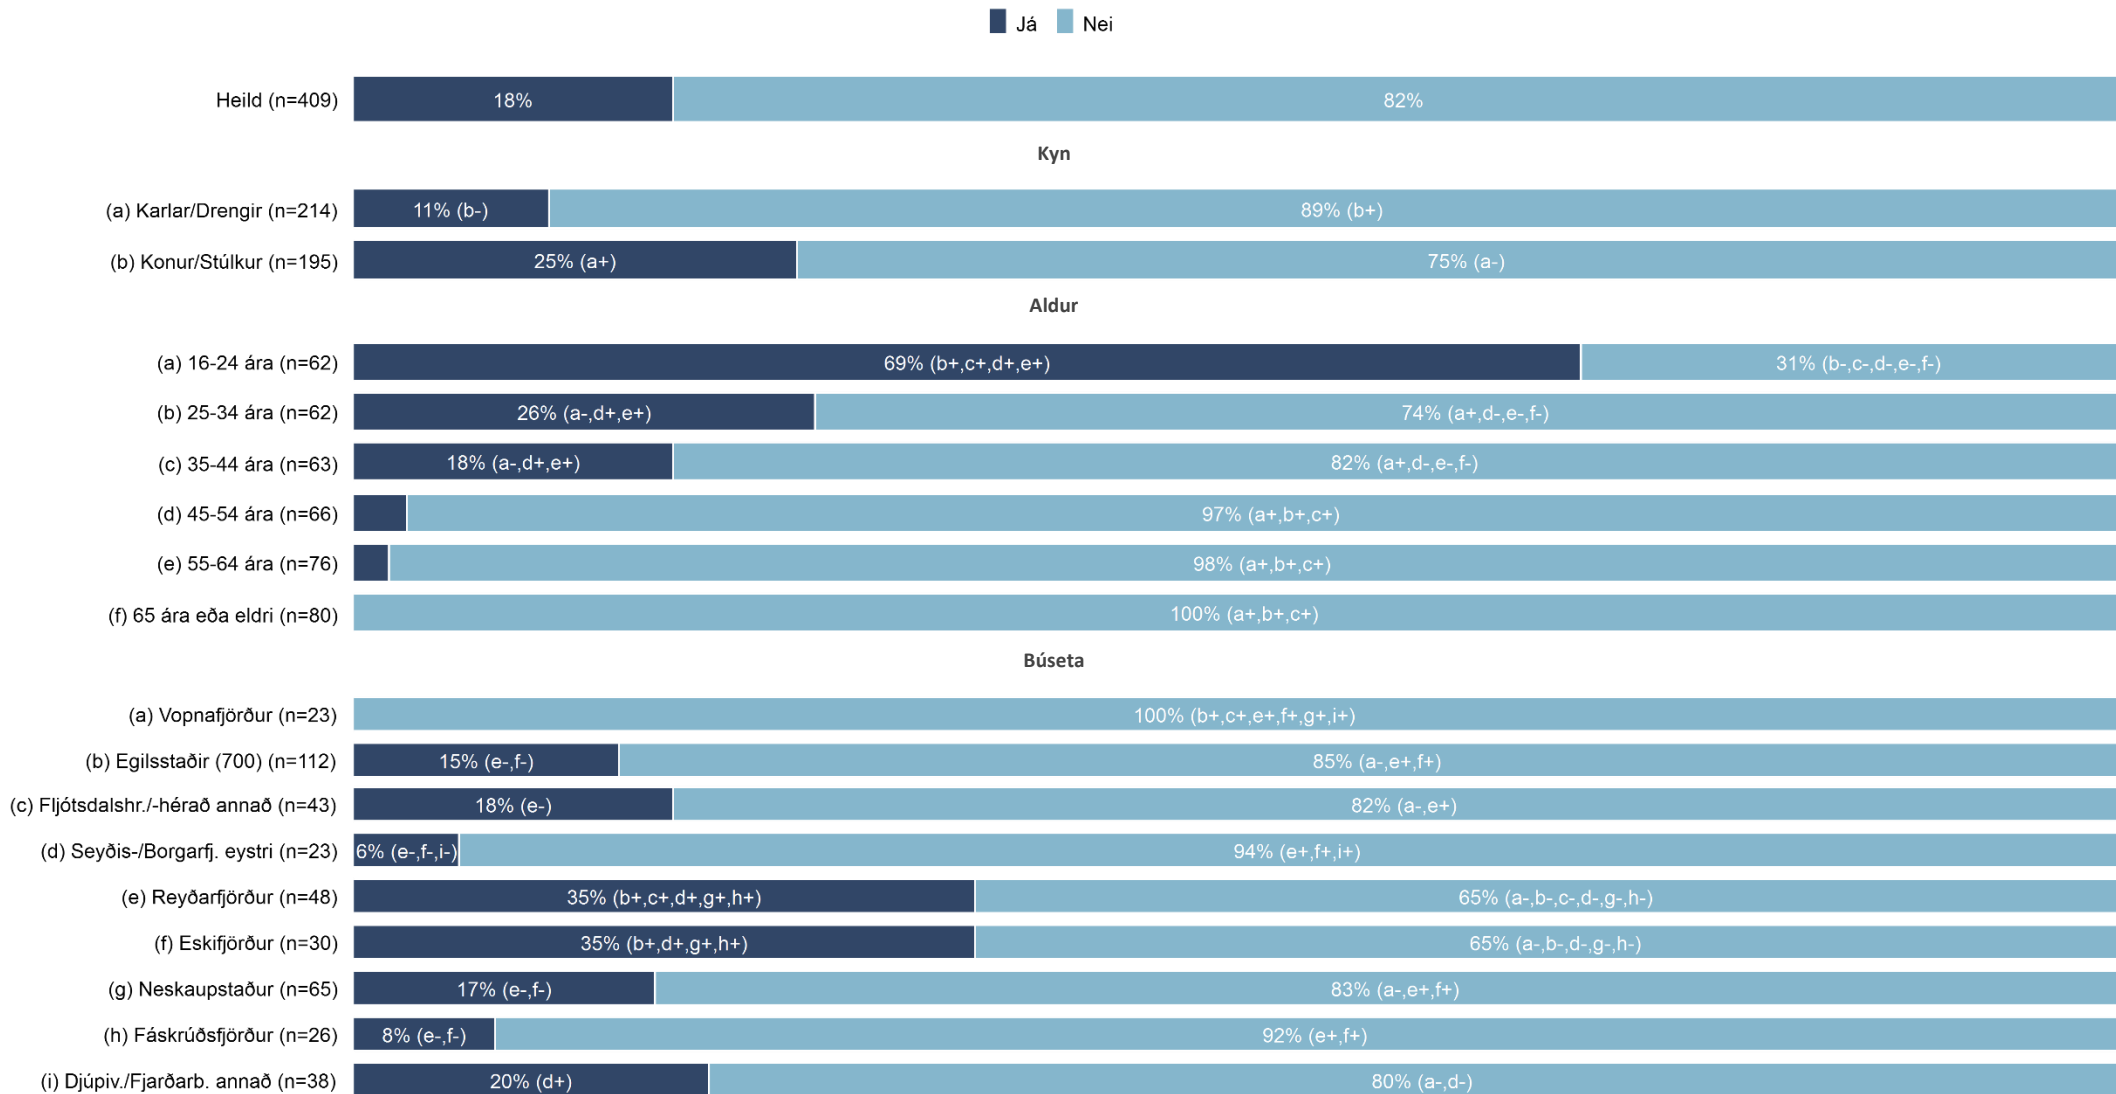 Já Nei
Heild (n=409) 18% 82%
Kyn
(a) Karlar/Drengir (n=214) 11% (b-) 89% (b+)
(b) Konur/Stúlkur (n=195) 25% (a+) 75% (a-)
Aldur
(a) 16-24 ára (n=62) 69% (b+,c+,d+,e+) 31% (b-,c-,d-,e-,f-)
(b) 25-34 ára (n=62) 26% (a-,d+,e+) 74% (a+,d-,e-,f-)
(c) 35-44 ára (n=63) 18% (a-,d+,e+) 82% (a+,d-,e-,f-)
(d) 45-54 ára (n=66) 97% (a+,b+,c+)
(e) 55-64 ára (n=76) 98% (a+,b+,c+)
(f) 65 ára eða eldri (n=80) 100% (a+,b+,c+)
Búseta
(a) Vopnafjörður (n=23) 100% (b+,c+,e+,f+,g+,i+)
(b) Egilsstaðir (700) (n=112) 15% (e-,f-) 85% (a-,e+,f+)
(c) Fljótsdalshr./-hérað annað (n=43) 18% (e-) 82% (a-,e+)
(d) Seyðis-/Borgarfj. eystri (n=23) 6% (e-,f-,i-) 94% (e+,f+,i+)
(e) Reyðarfjörður (n=48) 35% (b+,c+,d+,g+,h+) 65% (a-,b-,c-,d-,g-,h-)
(f) Eskifjörður (n=30) 35% (b+,d+,g+,h+) 65% (a-,b-,d-,g-,h-)
(g) Neskaupstaður (n=65) 17% (e-,f-) 83% (a-,e+,f+)
(h) Fáskrúðsfjörður (n=26) 8% (e-,f-) 92% (e+,f+)
(i) Djúpiv./Fjarðarb. annað (n=38) 20% (d+) 80% (a-,d-)